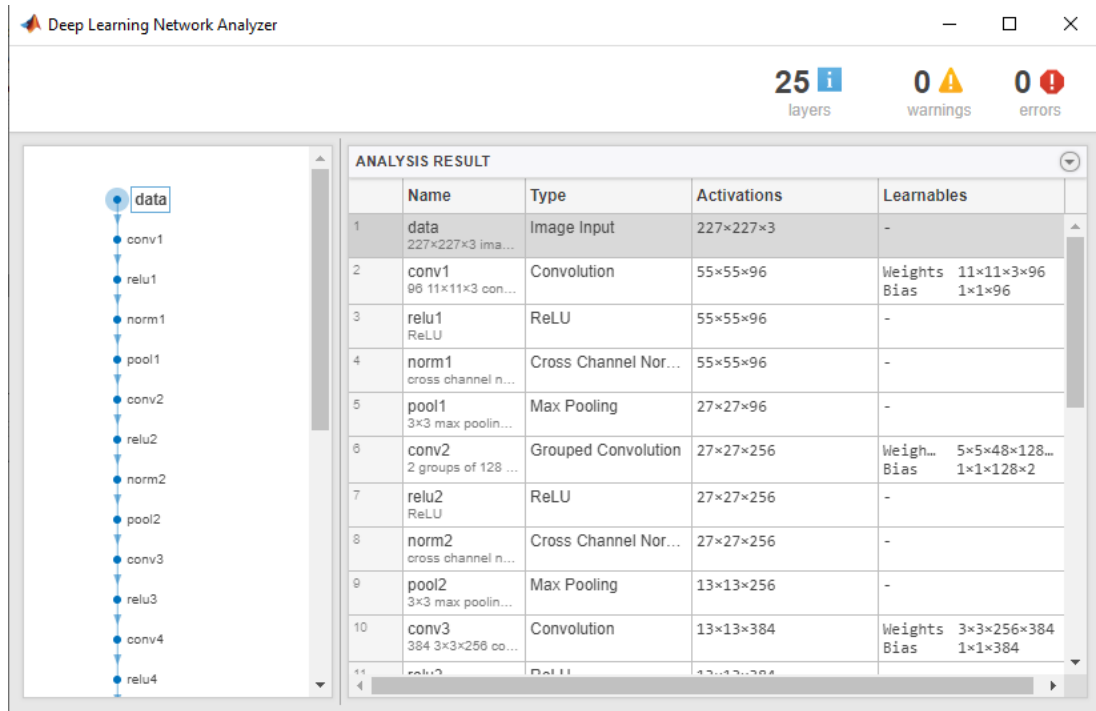 Deep Learning Network Analyzer
25 i
layers
0
warnings
0
errors
data
conv1
relu1
norm1
pool1
conv2
relu2
norm2
pool2
conv3
relu3
conv4
relu4
ANALYSIS RESULT
Name Type Activations Learnables
1 data Image Input 227×227×3 -
227×227×3 ima...
2 conv1 Convolution 55×55×96 Weights 11×11×3×96
96 11×11×3 con... Bias 1×1×96
3 relu1 ReLU 55×55×96 -
ReLU
4 norm1 Cross Channel Nor... 55×55×96 -
cross channel n...
5 pool1 Max Pooling 27×27×96 -
3×3 max poolin...
6 conv2 Grouped Convolution 27×27×256 Weigh... 5×5×48×128...
2 groups of 128 ... Bias 1×1×128×2
7 relu2 ReLU 27×27×256 -
ReLU
8 norm2 Cross Channel Nor... 27×27×256 -
cross channel n...
9 pool2 Max Pooling 13×13×256 -
3×3 max poolin...
10 conv3 Convolution 13×13×384 Weights 3×3×256×384
384 3×3×256 co... Bias 1×1×384
11 relu3 ReLU 13×13×384